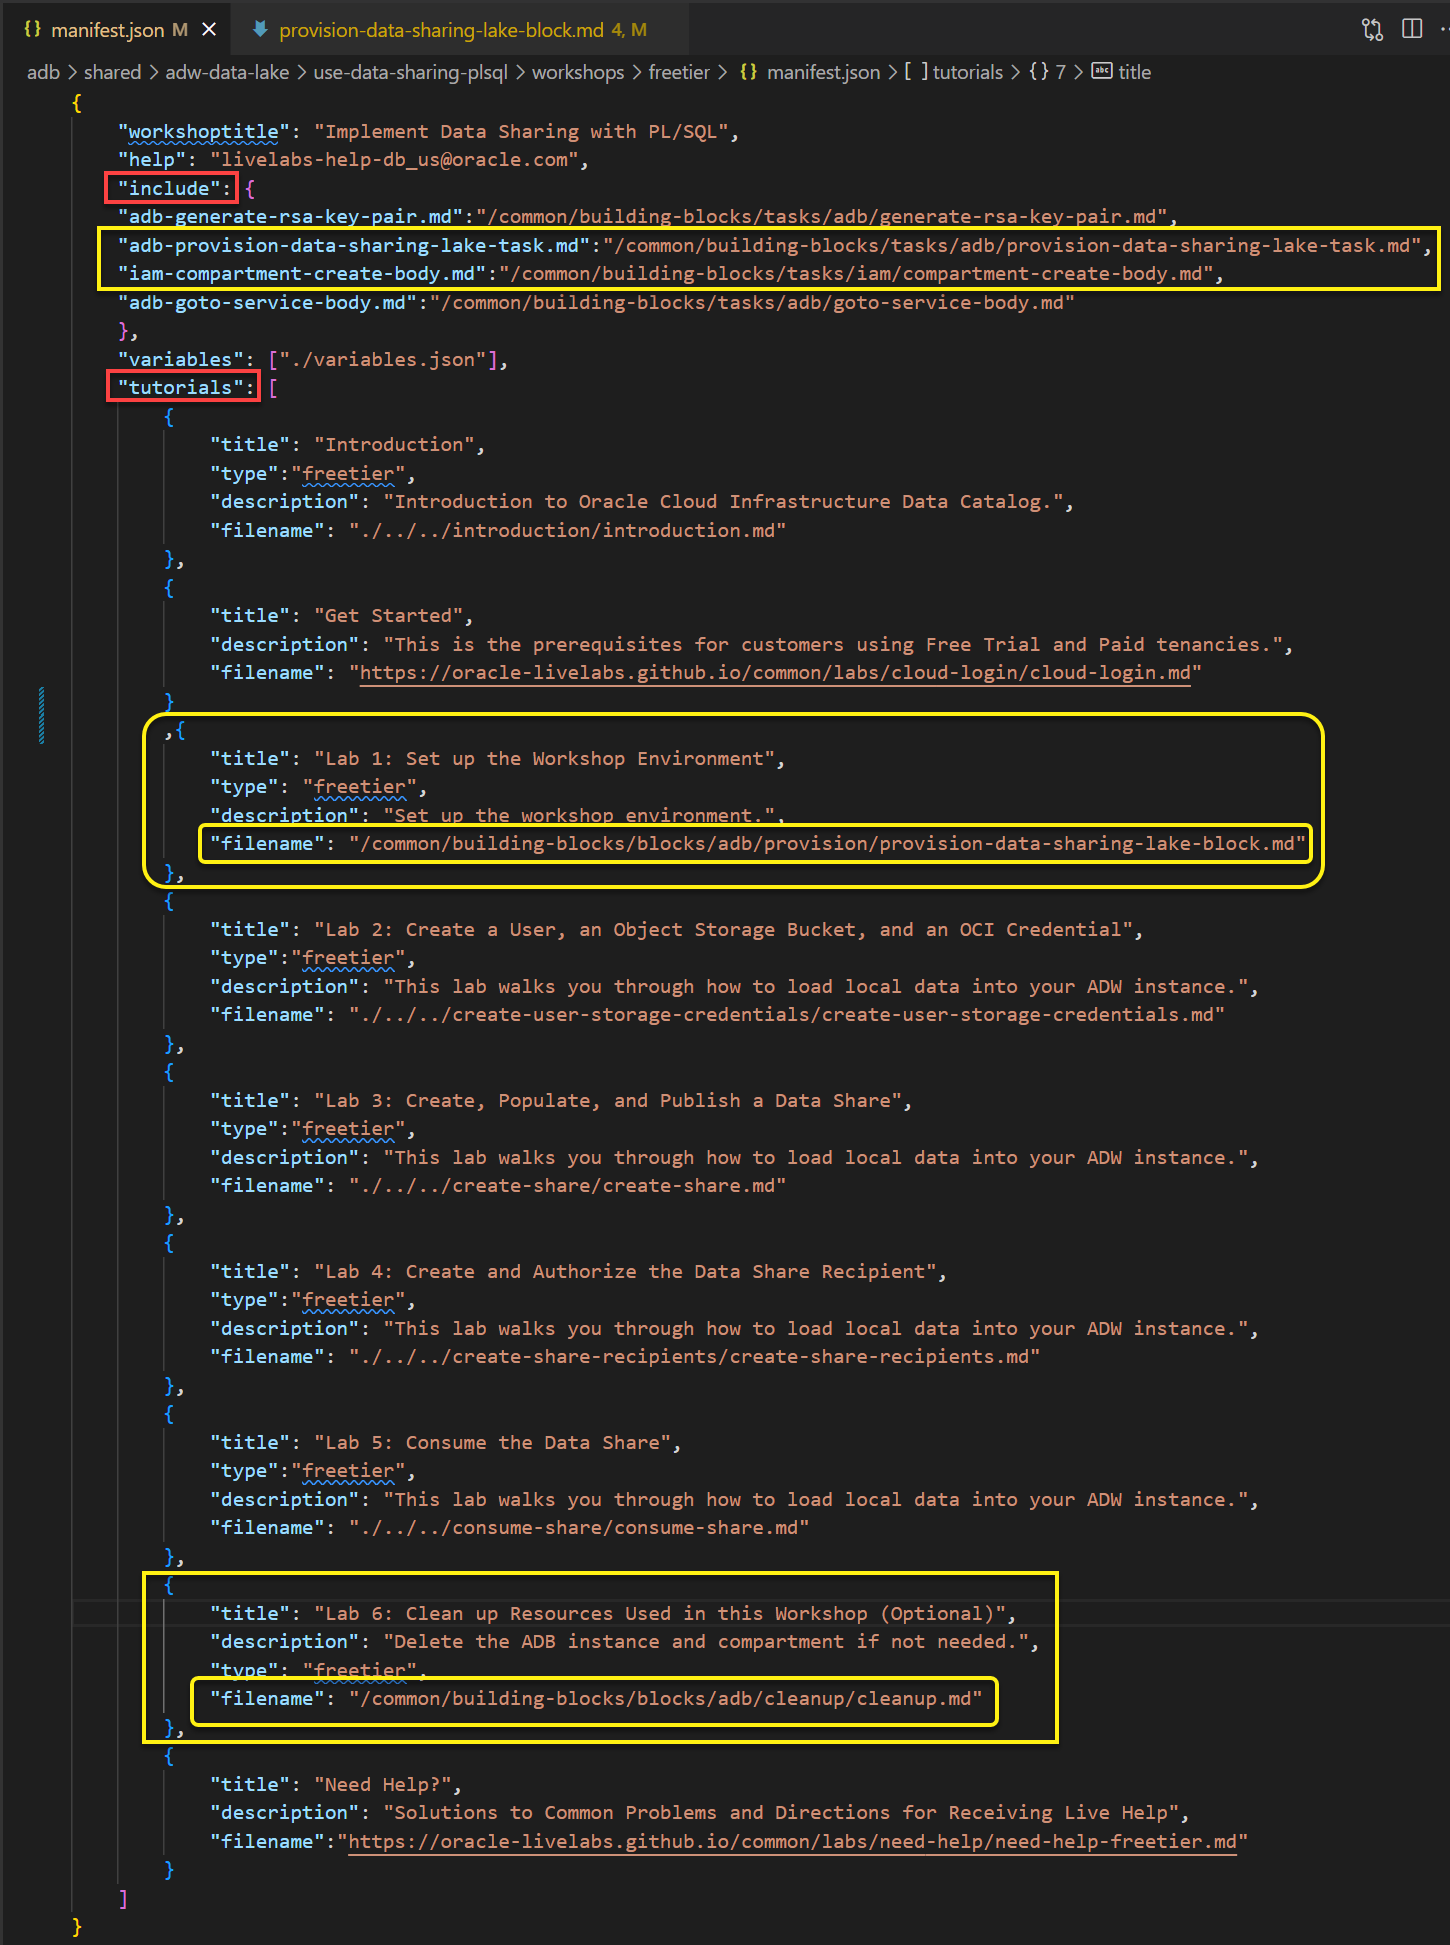 {} manifest.json M × provision-data-sharing-lake-block.md 4, M
adb > shared > adw-data-lake > use-data-sharing-plsql > workshops > freetier > {} manifest.json > [ ] tutorials > {} 7 > abc title
{
"workshoptitle": "Implement Data Sharing with PL/SQL",
"help": "livelabs-help-db_us@oracle.com",
"include": {
"adb-generate-rsa-key-pair.md":"/common/building-blocks/tasks/adb/generate-rsa-key-pair.md",
"adb-provision-data-sharing-lake-task.md":"/common/building-blocks/tasks/adb/provision-data-sharing-lake-task.md",
"iam-compartment-create-body.md":"/common/building-blocks/tasks/iam/compartment-create-body.md",
"adb-goto-service-body.md":"/common/building-blocks/tasks/adb/goto-service-body.md"
},
"variables": ["./variables.json"],
"tutorials": [
{
"title": "Introduction",
"type":"freetier",
"description": "Introduction to Oracle Cloud Infrastructure Data Catalog.",
"filename": "./../../introduction/introduction.md"
},
{
"title": "Get Started",
"description": "This is the prerequisites for customers using Free Trial and Paid tenancies.",
"filename": "https://oracle-livelabs.github.io/common/labs/cloud-login/cloud-login.md"
}
,{
"title": "Lab 1: Set up the Workshop Environment",
"type": "freetier",
"description": "Set up the workshop environment.",
"filename": "/common/building-blocks/blocks/adb/provision/provision-data-sharing-lake-block.md"
},
{
"title": "Lab 2: Create a User, an Object Storage Bucket, and an OCI Credential",
"type":"freetier",
"description": "This lab walks you through how to load local data into your ADW instance.",
"filename": "./../../create-user-storage-credentials/create-user-storage-credentials.md"
},
{
"title": "Lab 3: Create, Populate, and Publish a Data Share",
"type":"freetier",
"description": "This lab walks you through how to load local data into your ADW instance.",
"filename": "./../../create-share/create-share.md"
},
{
"title": "Lab 4: Create and Authorize the Data Share Recipient",
"type":"freetier",
"description": "This lab walks you through how to load local data into your ADW instance.",
"filename": "./../../create-share-recipients/create-share-recipients.md"
},
{
"title": "Lab 5: Consume the Data Share",
"type":"freetier",
"description": "This lab walks you through how to load local data into your ADW instance.",
"filename": "./../../consume-share/consume-share.md"
},
{
"title": "Lab 6: Clean up Resources Used in this Workshop (Optional)",
"description": "Delete the ADB instance and compartment if not needed.",
"type": "freetier",
"filename": "/common/building-blocks/blocks/adb/cleanup/cleanup.md"
},
{
"title": "Need Help?",
"description": "Solutions to Common Problems and Directions for Receiving Live Help",
"filename":"https://oracle-livelabs.github.io/common/labs/need-help/need-help-freetier.md"
}
]
}